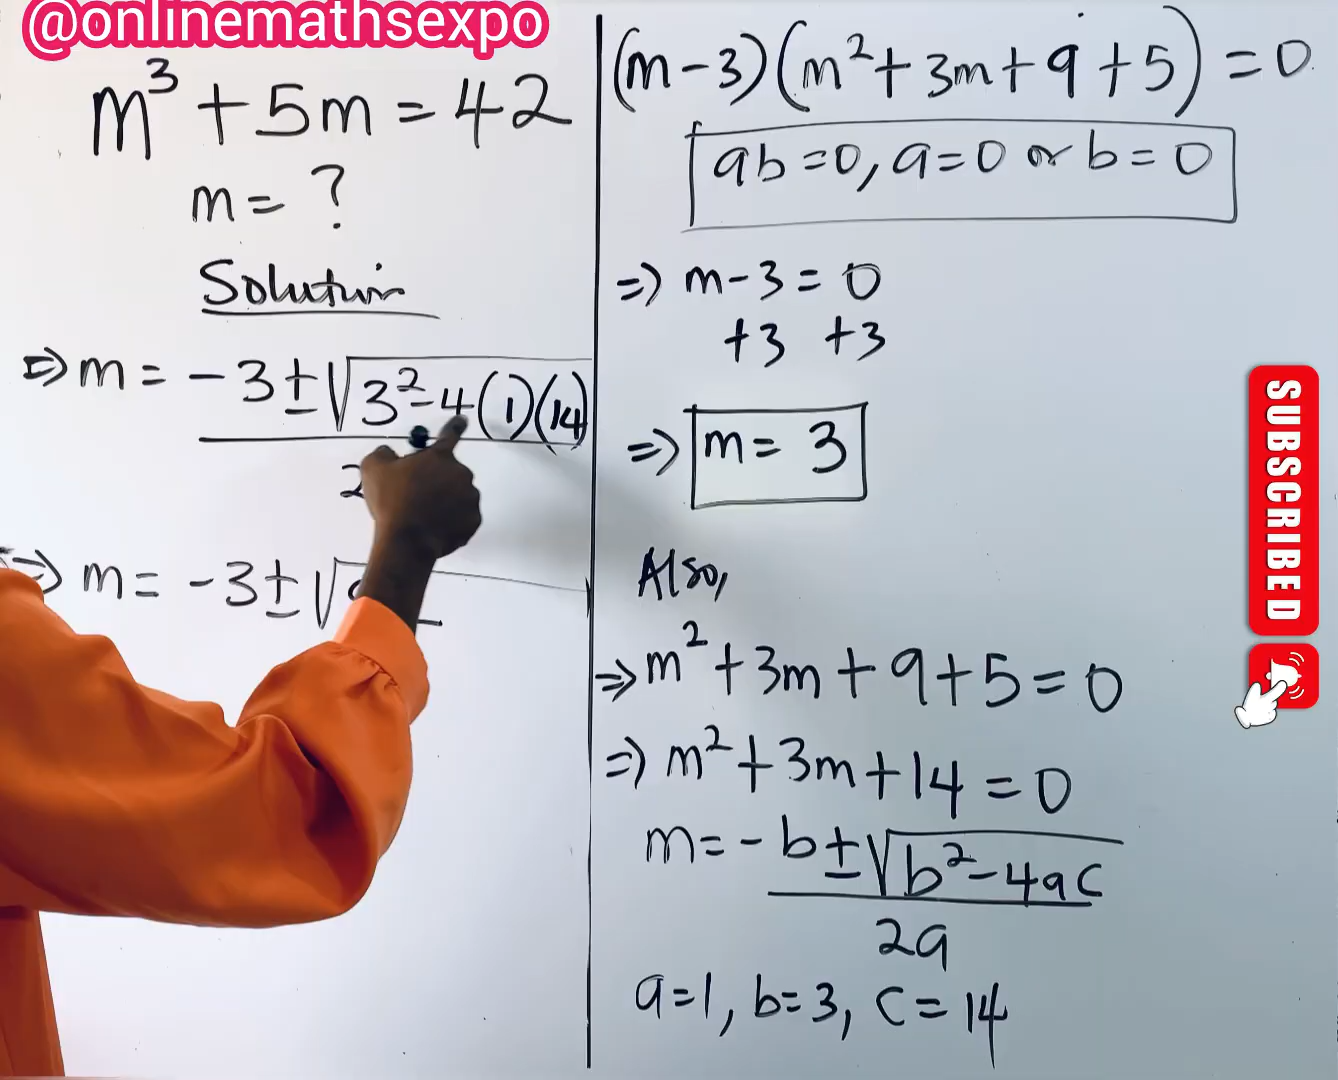 @onlinemathsexpo
m³ + 5m = 42
m = ?
Solution
⇒ m = -3 ± √3² - 4(1)(14)
2
⇒ m = -3 ± √
(m - 3)(m² + 3m + 9 + 5) = 0
ab = 0, a = 0 or b = 0
⇒ m - 3 = 0
+3 +3
⇒ m = 3
Also,
⇒ m² + 3m + 9 + 5 = 0
⇒ m² + 3m + 14 = 0
m = -b ± √b² - 4ac
2a
a = 1, b = 3, c = 14
SUBSCRIBED